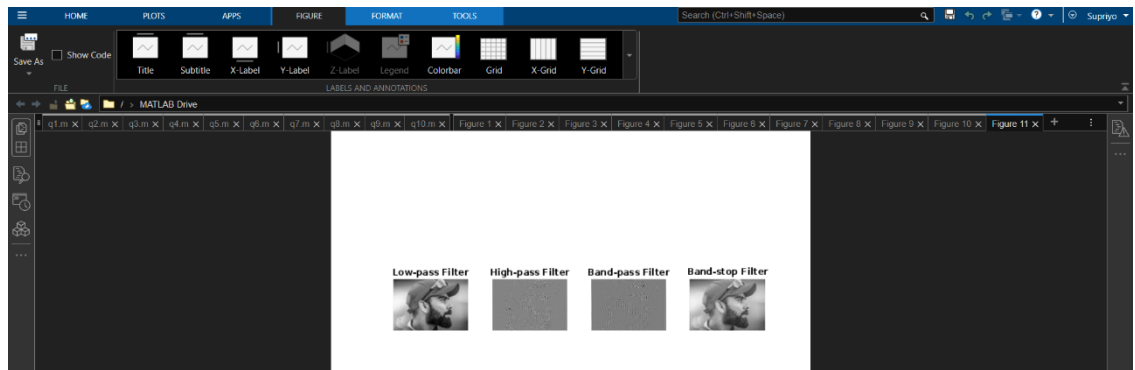 HOME PLOTS APPS FIGURE FORMAT TOOLS Search (Ctrl+Shift+Space) ? Supriyo
Save As Show Code Title Subtitle X-Label Y-Label Z-Label Legend Colorbar Grid X-Grid Y-Grid
FILE LABELS AND ANNOTATIONS
/ > MATLAB Drive
q1.m q2.m q3.m q4.m q5.m q6.m q7.m q8.m q9.m q10.m Figure 1 Figure 2 Figure 3 Figure 4 Figure 5 Figure 6 Figure 7 Figure 8 Figure 9 Figure 10 Figure 11 +
Low-pass Filter High-pass Filter Band-pass Filter Band-stop Filter